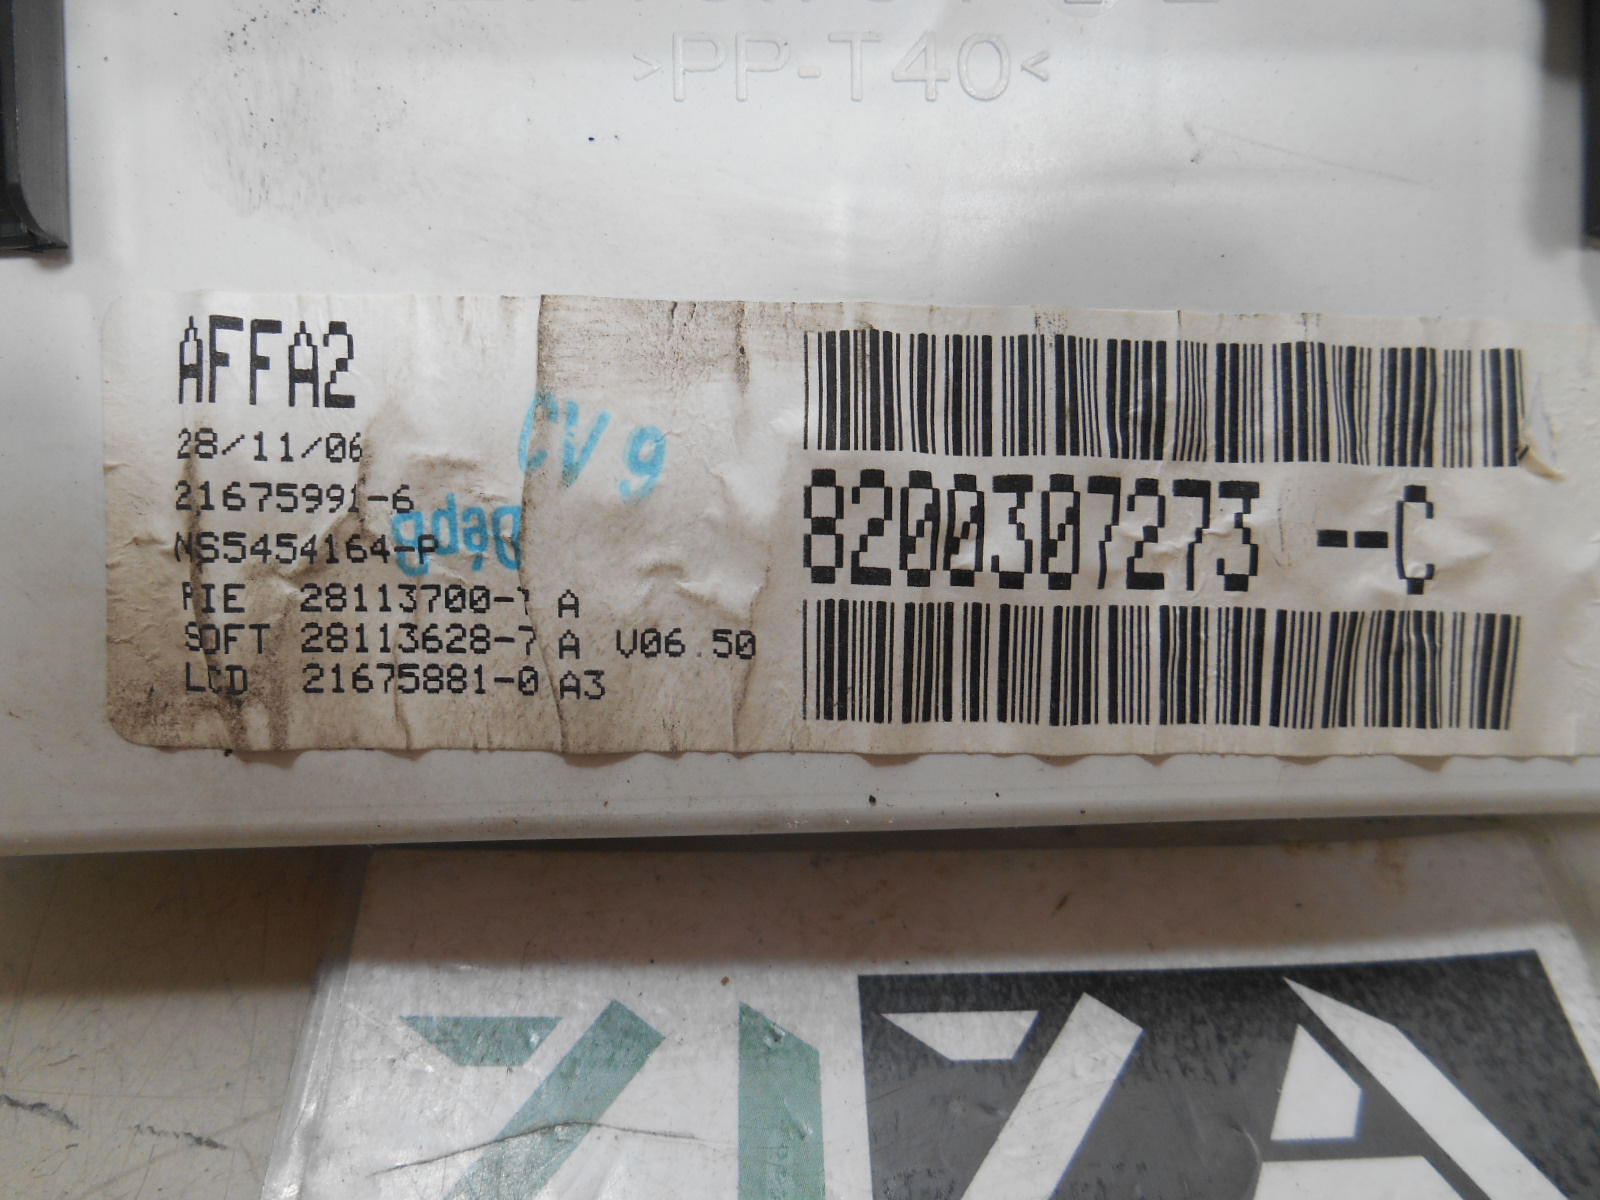 >PP-T40<
AFFA2
28/11/06
21675991-6
NS5454164-P
CV 9
PIE 28113700- A
SOFT 28113628-7 A V06.50
LCD 21675881-0 A3
8200307273 --C